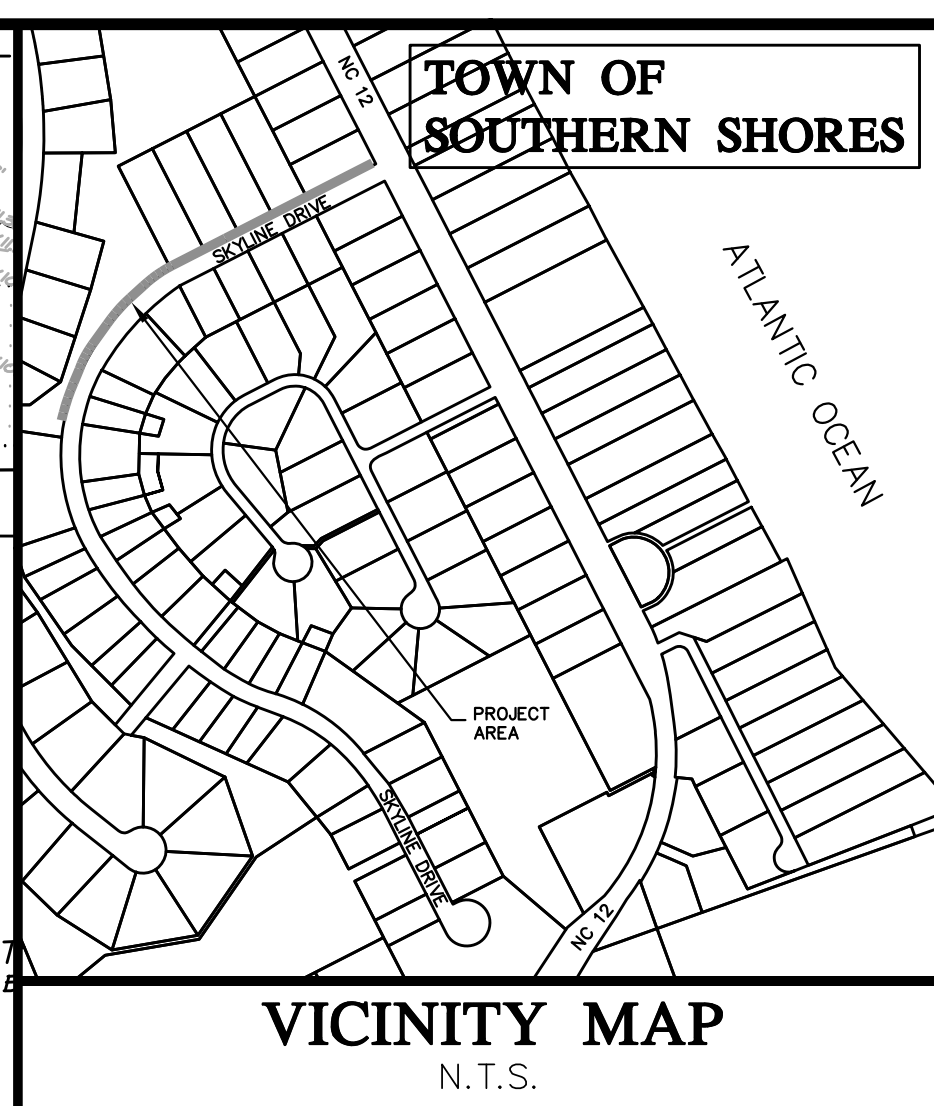 NC 12
TOWN OF
SOUTHERN SHORES
SKYLINE DRIVE
ATLANTIC OCEAN
PROJECT
AREA
SKYLINE DRIVE
NC 12
VICINITY MAP
N.T.S.